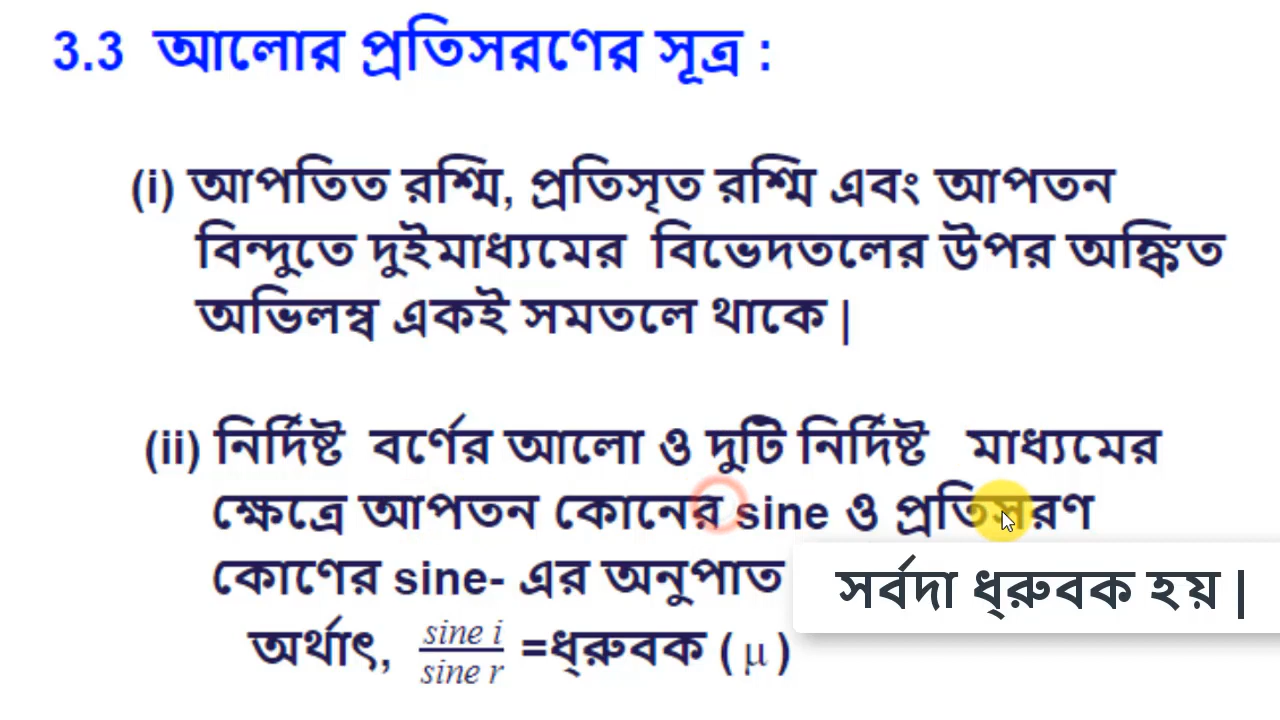 3.3 আলোর প্রতিসরণের সূত্র :
(i) আপতিত রশ্মি, প্রতিসৃত রশ্মি এবং আপতন
বিন্দুতে দুইমাধ্যমের বিভেদতলের উপর অঙ্কিত
অভিলম্ব একই সমতলে থাকে |
(ii) নির্দিষ্ট বর্ণের আলো ও দুটি নির্দিষ্ট মাধ্যমের
ক্ষেত্রে আপতন কোনের sine ও প্রতিসরণ
কোণের sine- এর অনুপাত সর্বদা ধ্‌রুবক হয় |
অর্থাৎ, sine i / sine r =ধ্‌রুবক ( μ )